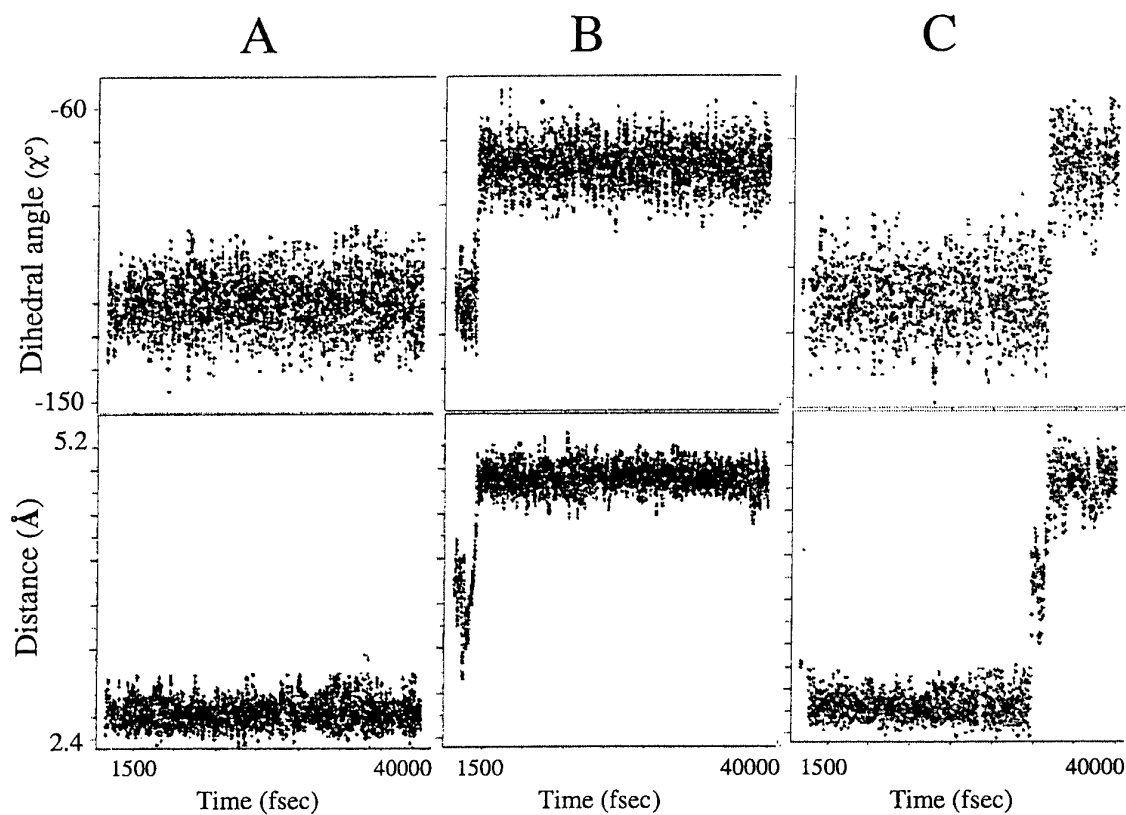 A B C
-60
Dihedral angle (χ°)
-150
5.2
Distance (Å)
2.4
1500 40000 1500 40000 1500 40000
Time (fsec) Time (fsec) Time (fsec)